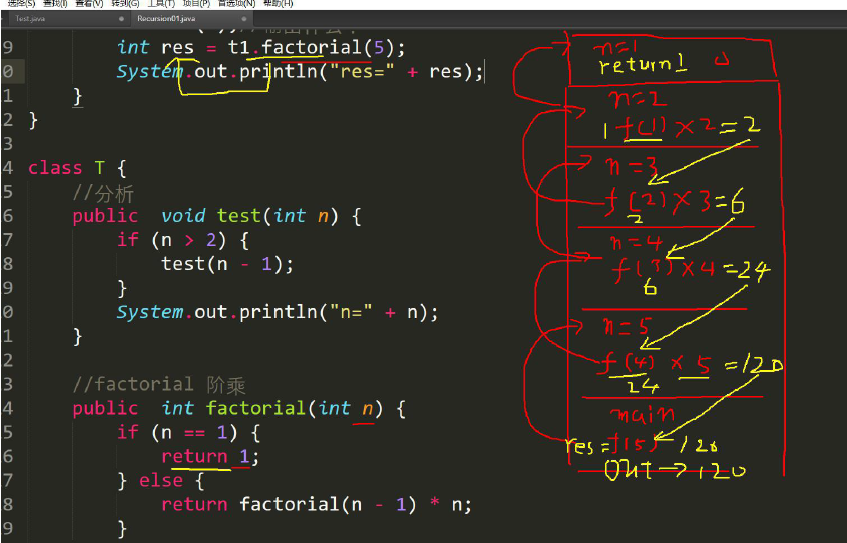 选择(S) 查找(I) 查看(V) 转到(G) 工具(T) 项目(P) 首选项(N) 帮助(H)
Test.java Recursion01.java
9 int res = t1.factorial(5);
0 System.out.println("res=" + res);
1 }
2 }
3
4 class T {
5 //分析
6 public void test(int n) {
7 if (n > 2) {
8 test(n - 1);
9 }
0 System.out.println("n=" + n);
1 }
2
3 //factorial 阶乘
4 public int factorial(int n) {
5 if (n == 1) {
6 return 1;
7 } else {
8 return factorial(n - 1) * n;
9 }
n=1
return 1
n=2
1 f(1) × 2 = 2
n=3
f(2) × 3 = 6
2
n=4
f(3) × 4 = 24
6
n=5
f(4) × 5 = 120
24
main
res = f(5) 120
out → 120